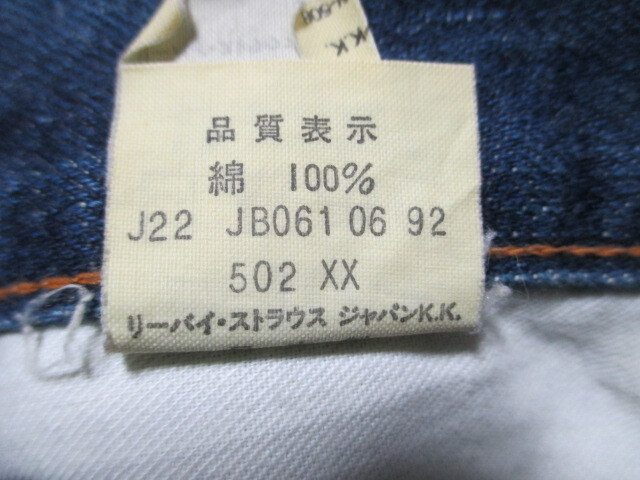 K.K.
品質表示
綿 100%
J22 JB061 06 92
502 XX
リーバイ・ストラウス ジャパンK.K.